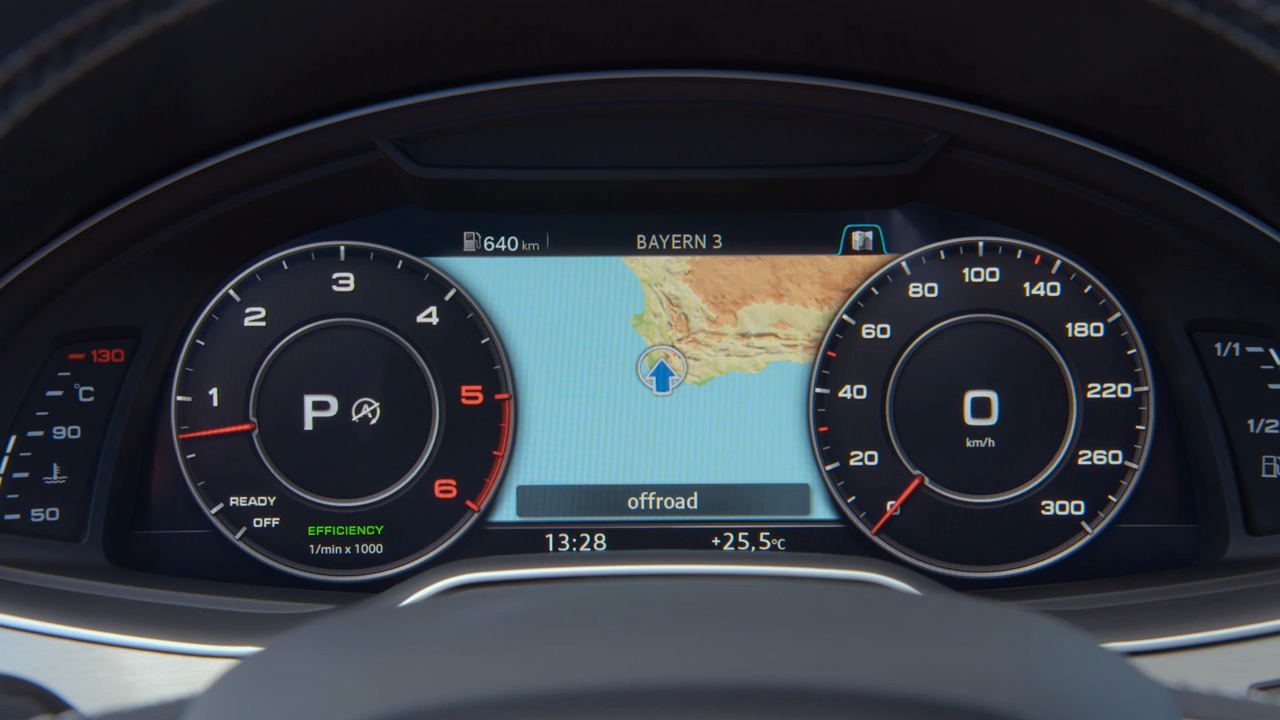 640 km
BAYERN 3
1
2
3
4
5
6
P
A
READY
OFF
EFFICIENCY
1/min x 1000
130
°C
90
50
offroad
13:28
+25,5°C
0
20
40
60
80
100
140
180
220
260
300
0
km/h
1/1
1/2